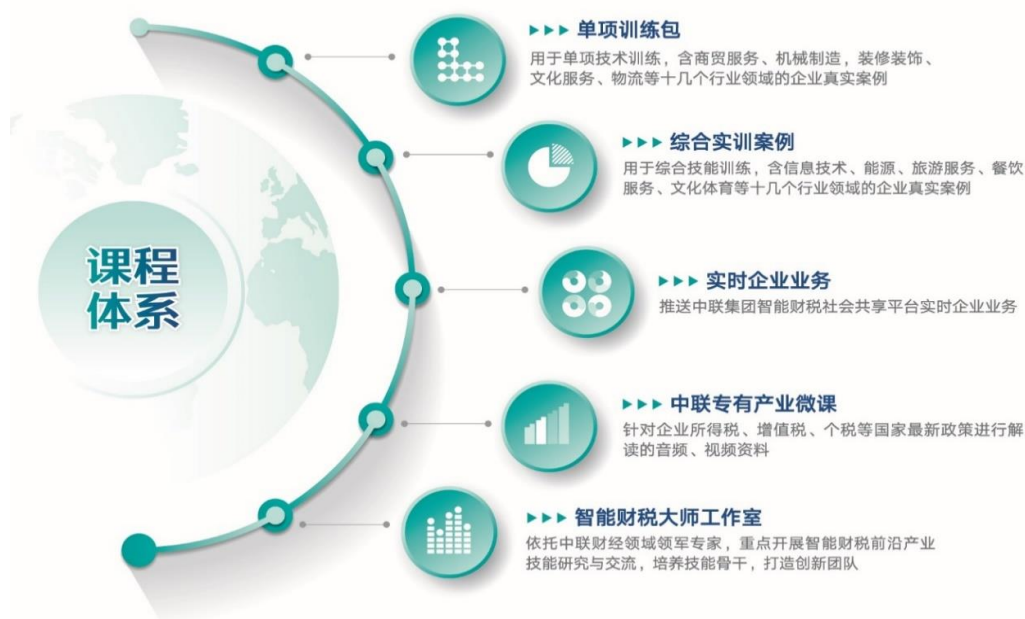 课程
体系
单项训练包
用于单项技术训练，含商贸服务、机械制造，装修装饰、
文化服务、物流等十几个行业领域的企业真实案例
综合实训案例
用于综合技能训练，含信息技术、能源、旅游服务、餐饮
服务、文化体育等十几个行业领域的企业真实案例
实时企业业务
推送中联集团智能财税社会共享平台实时企业业务
中联专有产业微课
针对企业所得税、增值税、个税等国家最新政策进行解
读的音频、视频资料
智能财税大师工作室
依托中联财经领域领军专家，重点开展智能财税前沿产业
技能研究与交流，培养技能骨干，打造创新团队